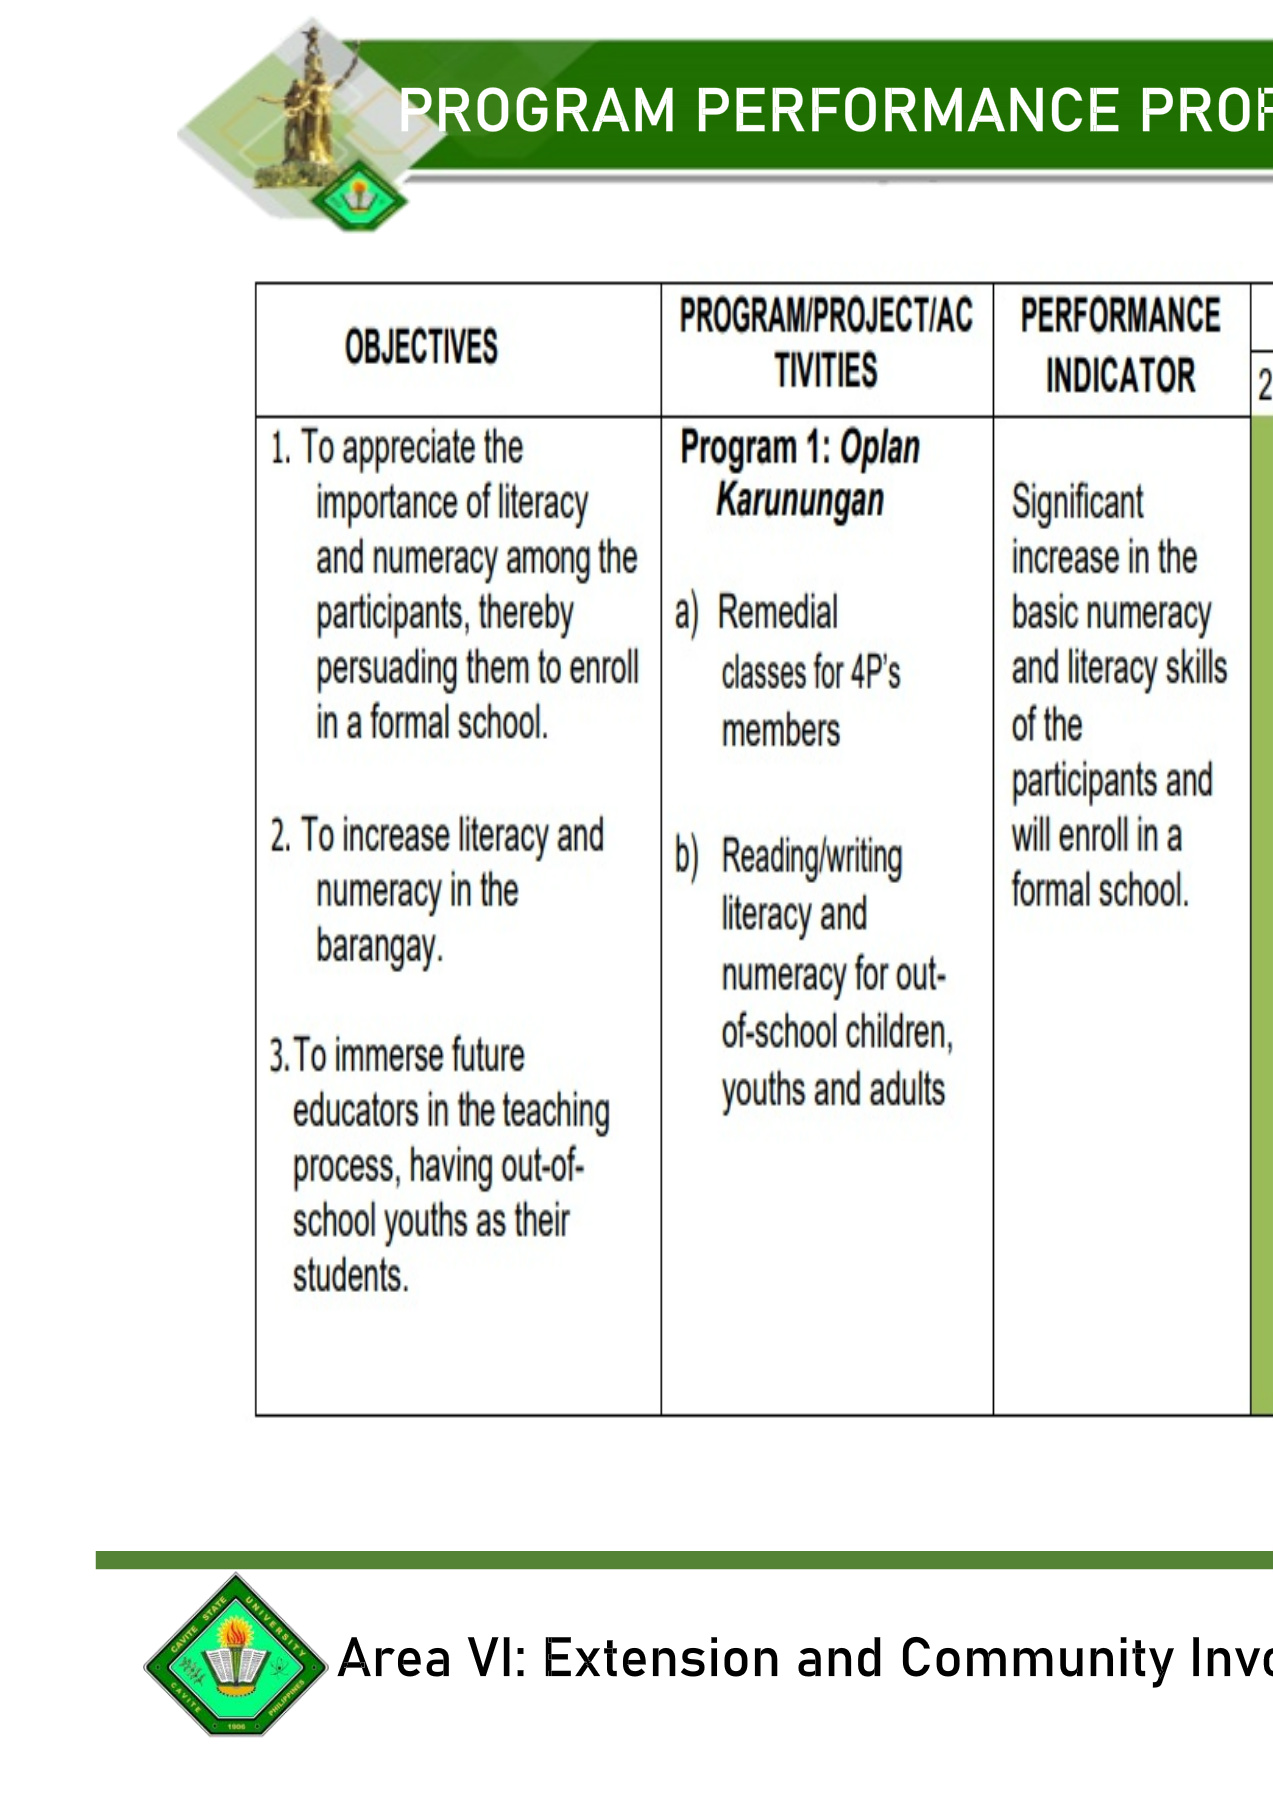 PROGRAM PERFORMANCE PROF
OBJECTIVES
PROGRAM/PROJECT/AC
TIVITIES
PERFORMANCE
INDICATOR
2
1. To appreciate the
importance of literacy
and numeracy among the
participants, thereby
persuading them to enroll
in a formal school.
2. To increase literacy and
numeracy in the
barangay.
3.To immerse future
educators in the teaching
process, having out-of-
school youths as their
students.
Program 1: Oplan
Karunungan
a) Remedial
classes for 4P's
members
b) Reading/writing
literacy and
numeracy for out-
of-school children,
youths and adults
Significant
increase in the
basic numeracy
and literacy skills
of the
participants and
will enroll in a
formal school.
CAVITE STATE UNIVERSITY
CAVITE
1906
PHILIPPINES
Area VI: Extension and Community Invo